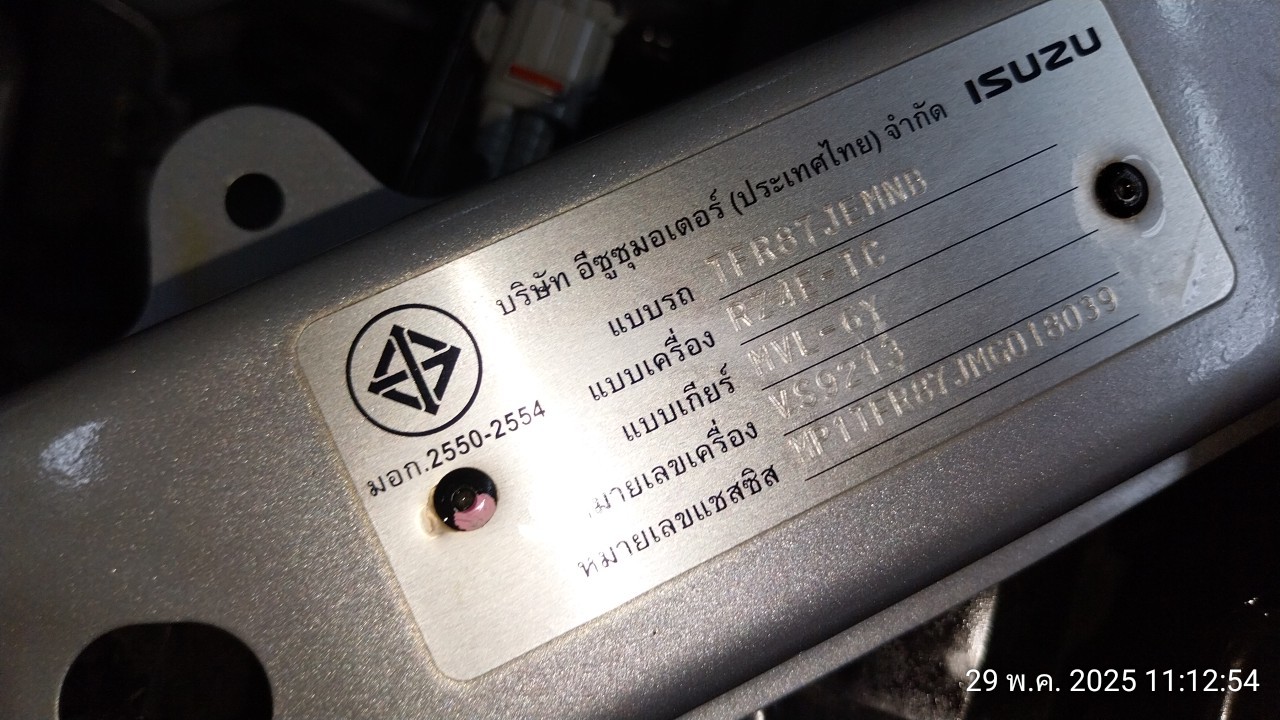 ISUZU
บริษัท อีซูซุมอเตอร์ (ประเทศไทย) จำกัด
แบบรถ TFR87JEMNB
แบบเครื่อง RZ4E-TC
แบบเกียร์ MVL-6Y
หมายเลขเครื่อง VS9213
หมายเลขแชสซิส MP1TFR87JMG018039
มอก.2550-2554
29 พ.ค. 2025 11:12:54